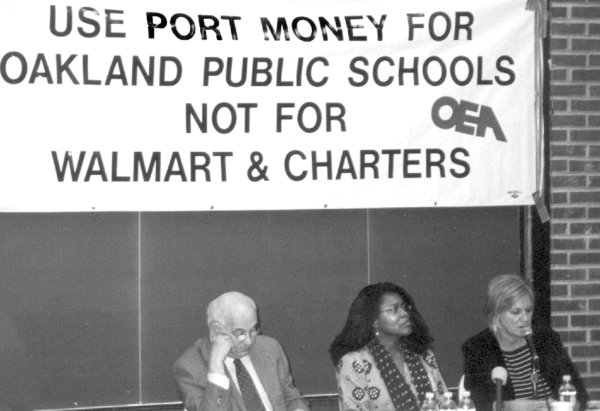 USE PORT MONEY FOR
OAKLAND PUBLIC SCHOOLS
NOT FOR
OEA
WALMART & CHARTERS